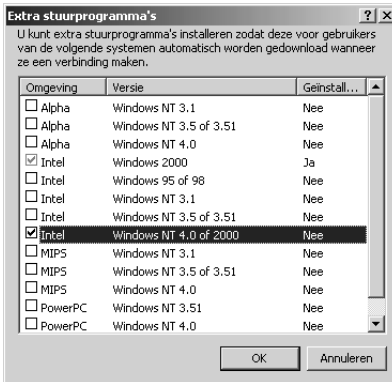 Extra stuurprogramma's
U kunt extra stuurprogramma's installeren zodat deze voor gebruikers
van de volgende systemen automatisch worden gedownload wanneer
ze een verbinding maken.
Omgeving Versie Geïnstall...
Alpha Windows NT 3.1 Nee
Alpha Windows NT 3.5 of 3.51 Nee
Alpha Windows NT 4.0 Nee
Intel Windows 2000 Ja
Intel Windows 95 of 98 Nee
Intel Windows NT 3.1 Nee
Intel Windows NT 3.5 of 3.51 Nee
Intel Windows NT 4.0 of 2000 Nee
MIPS Windows NT 3.1 Nee
MIPS Windows NT 3.5 of 3.51 Nee
MIPS Windows NT 4.0 Nee
PowerPC Windows NT 3.51 Nee
PowerPC Windows NT 4.0 Nee
OK Annuleren